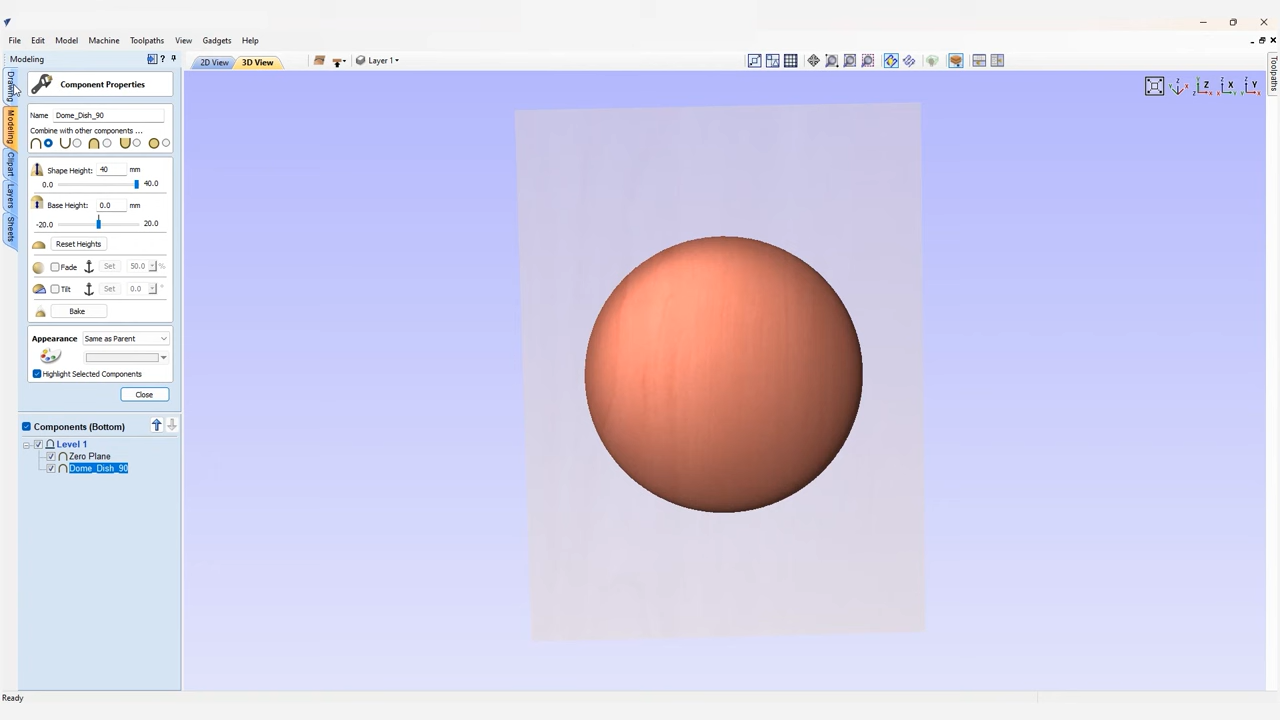 File Edit Model Machine Toolpaths View Gadgets Help
Modeling
?
2D View
3D View
Layer 1
Drawing
Modeling
Clipart
Layers
Sheets
Toolpaths
Component Properties
Name Dome_Dish_90
Combine with other components ...
Shape Height: 40 mm
0.0 40.0
Base Height: 0.0 mm
-20.0 20.0
Reset Heights
Fade Set 50.0 %
Tilt Set 0.0 °
Bake
Appearance Same as Parent
Highlight Selected Components
Close
Components (Bottom)
Level 1
Zero Plane
Dome_Dish_90
Z
Z
X
Y
Ready